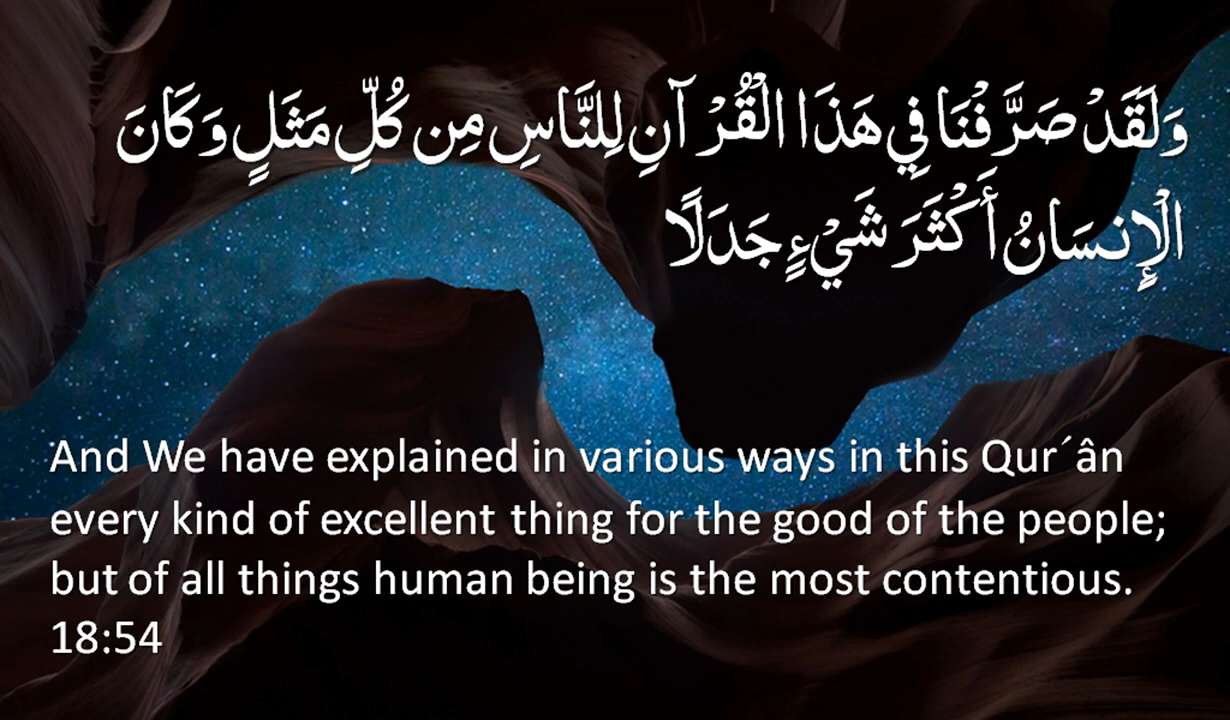 وَلَقَدْ صَرَّفْنَا فِي هَذَا الْقُرْآنِ لِلنَّاسِ مِن كُلِّ مَثَلٍ وَكَانَ
الْإِنسَانُ أَكْثَرَ شَيْءٍ جَدَلًا
And We have explained in various ways in this Qur´ân
every kind of excellent thing for the good of the people;
but of all things human being is the most contentious.
18:54